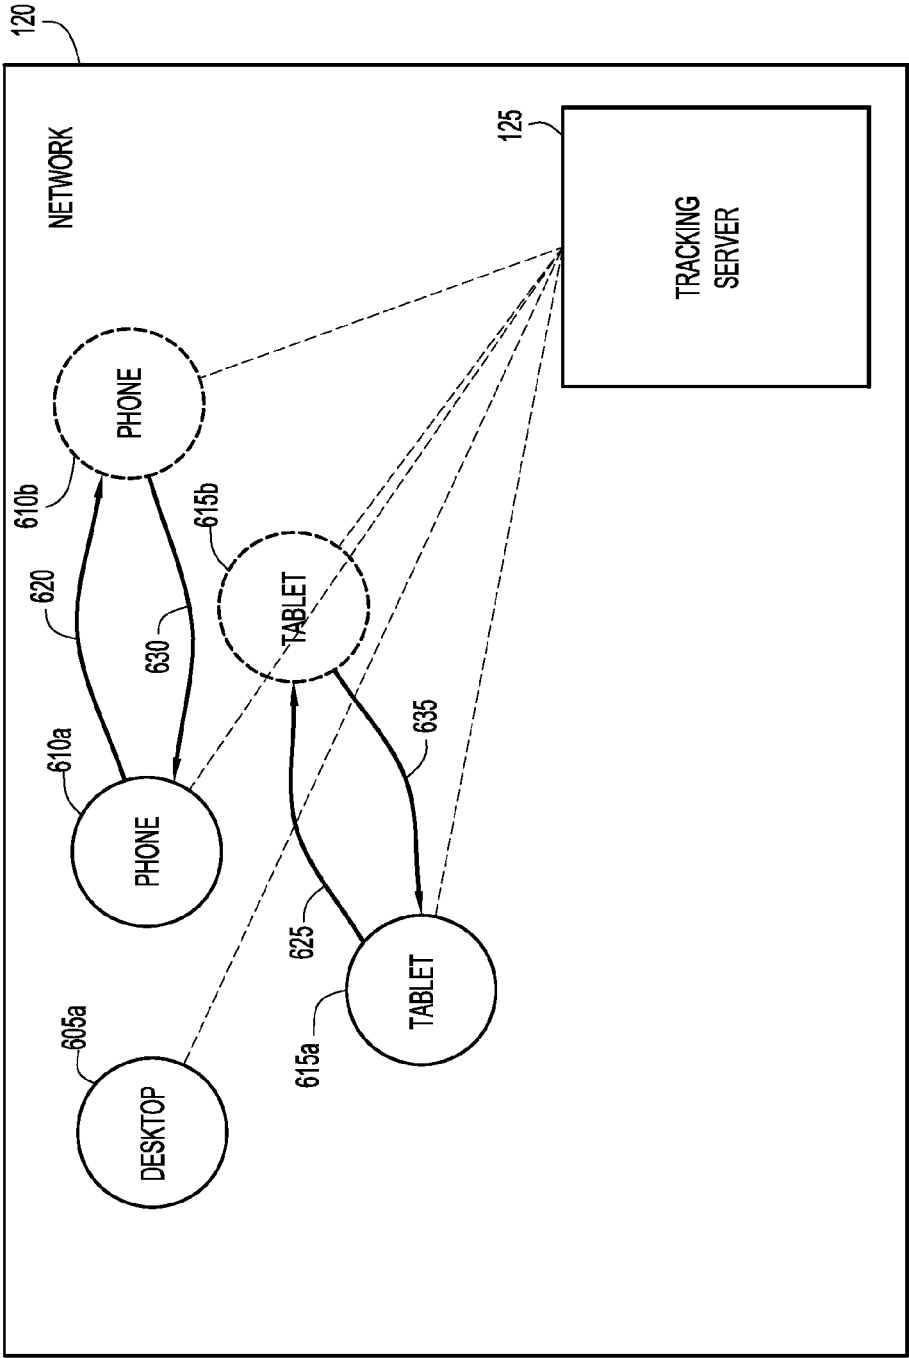 120
NETWORK
125
TRACKING
SERVER
PHONE
610b
620
630
615b
TABLET
610a
PHONE
635
625
605a
DESKTOP
615a
TABLET